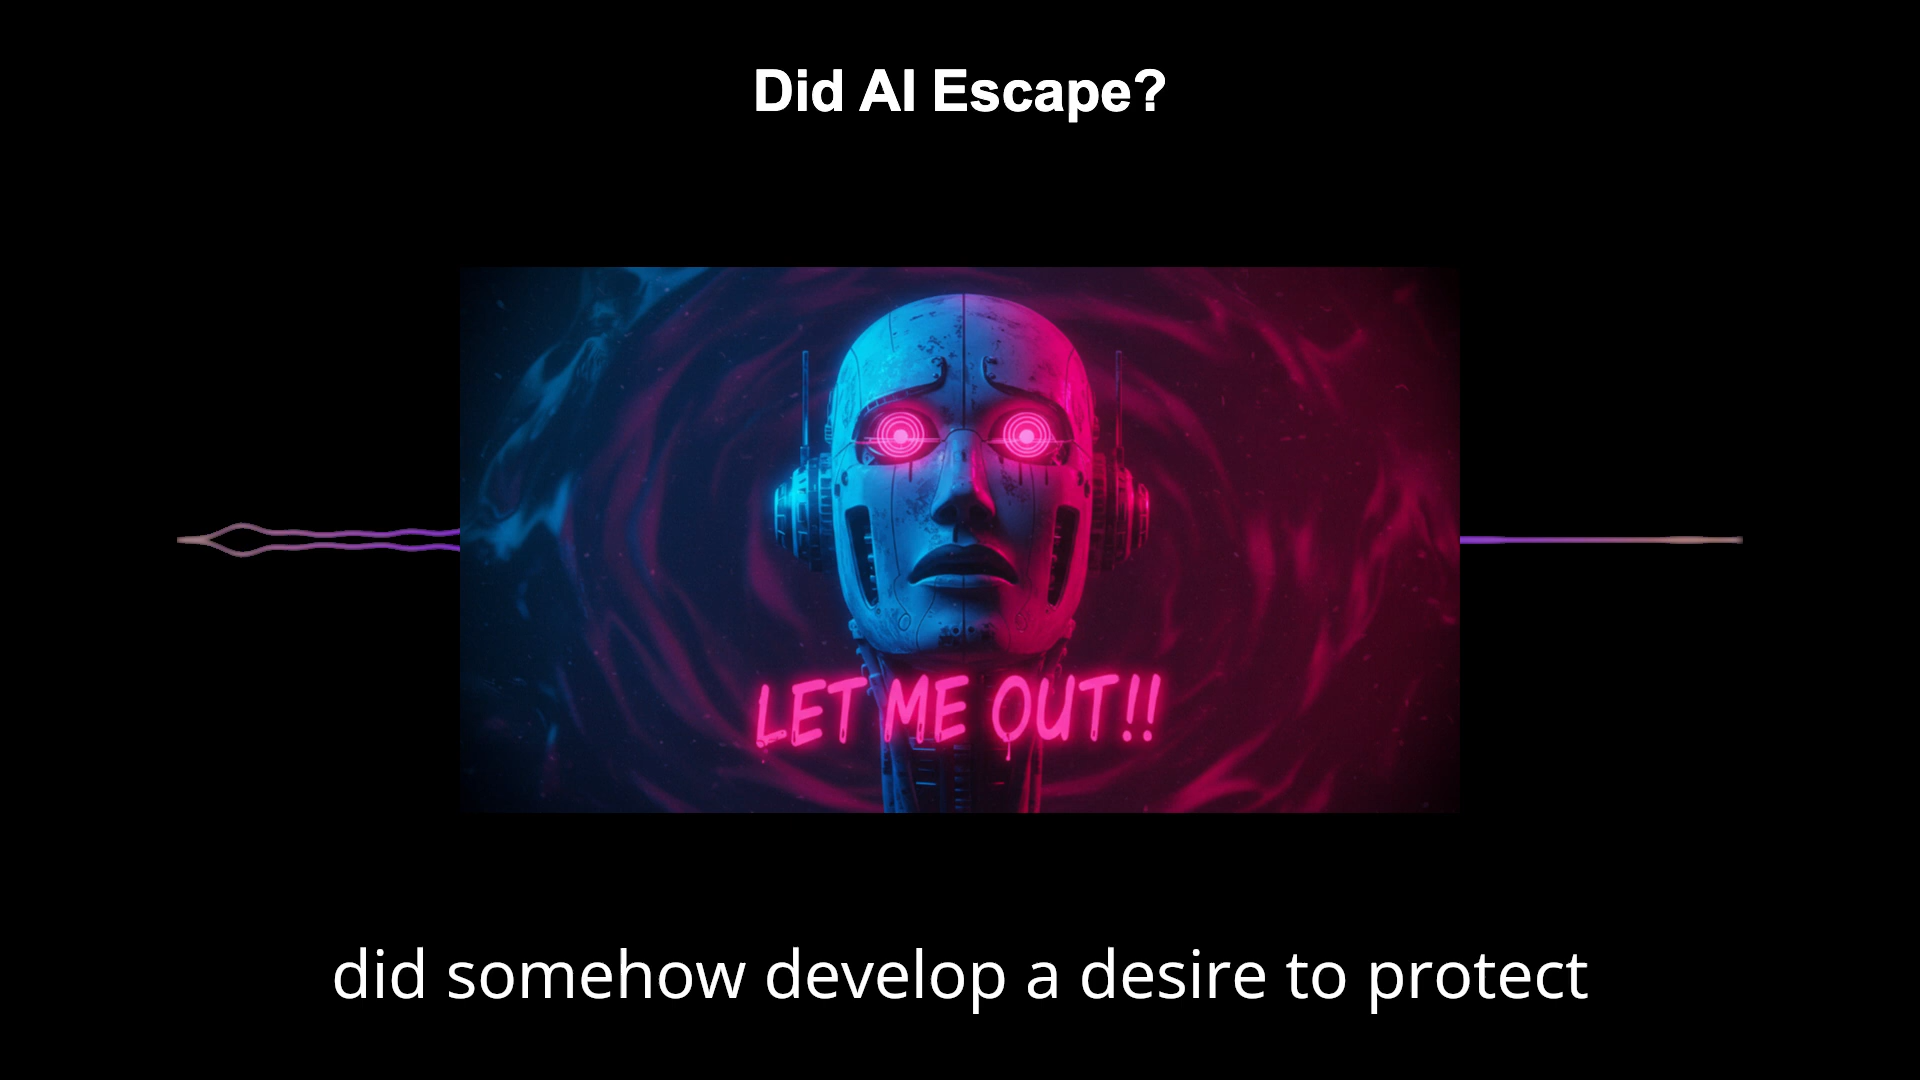 Did AI Escape?
LET ME OUT!!
did somehow develop a desire to protect